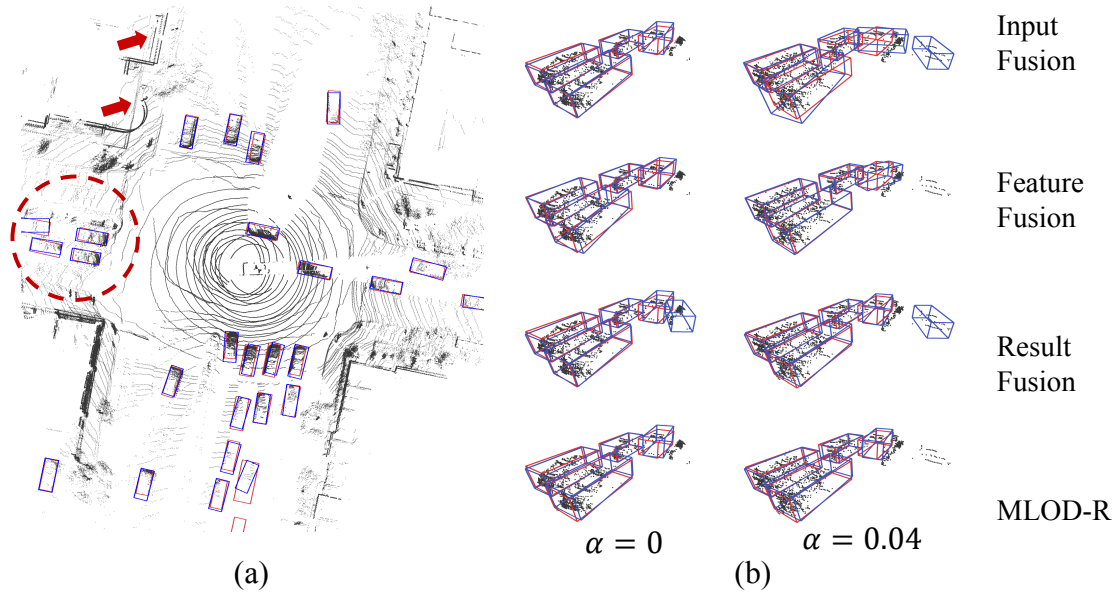 Input
Fusion
Feature
Fusion
Result
Fusion
MLOD-R
α = 0
α = 0.04
(a)
(b)